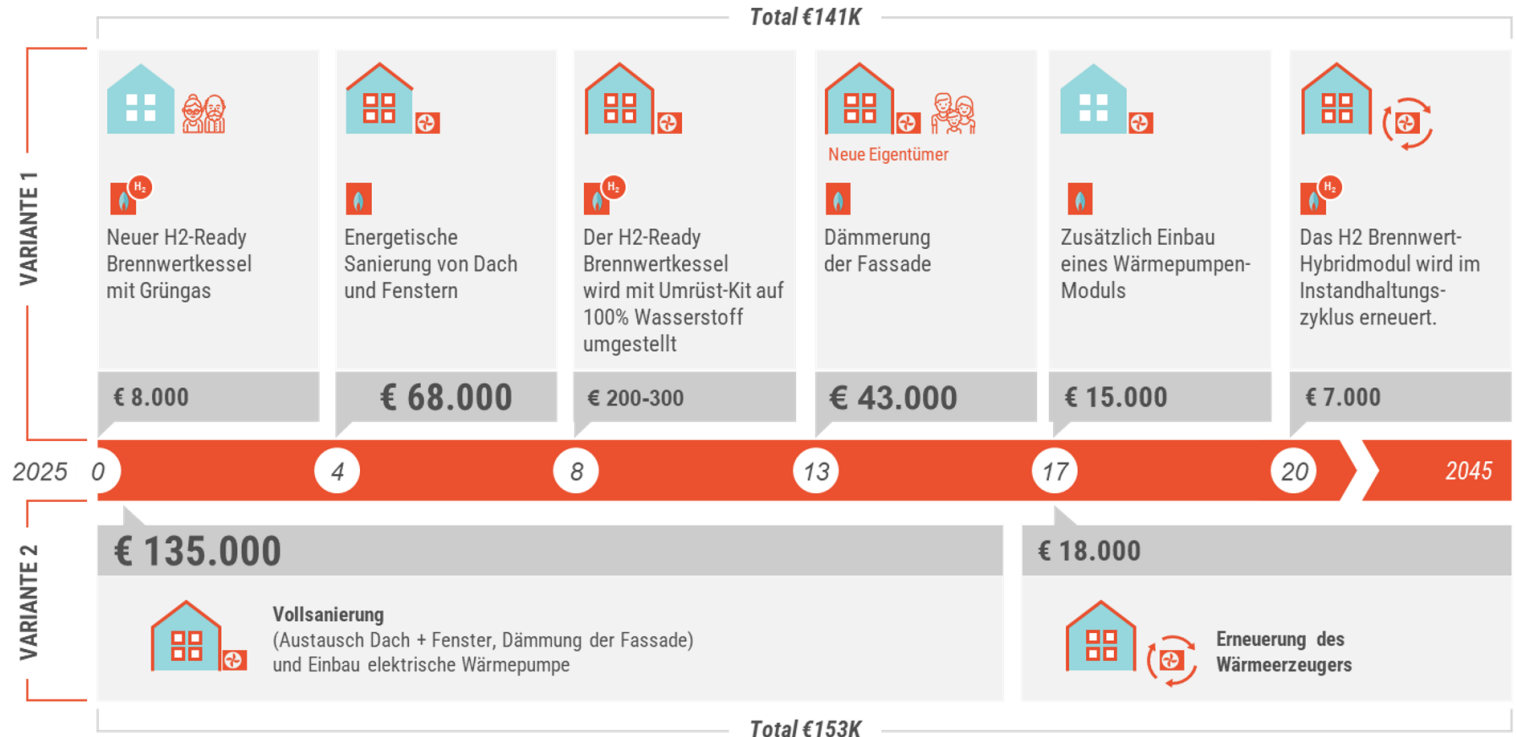 Total €141K
VARIANTE 1
H2
Neuer H2-Ready
Brennwertkessel
mit Grüngas
€ 8.000
Energetische
Sanierung von Dach
und Fenstern
€ 68.000
H2
Der H2-Ready
Brennwertkessel
wird mit Umrüst-Kit auf
100% Wasserstoff
umgestellt
€ 200-300
Neue Eigentümer
Dämmerung
der Fassade
€ 43.000
Zusätzlich Einbau
eines Wärmepumpen-
Moduls
€ 15.000
H2
Das H2 Brennwert-
Hybridmodul wird im
Instandhaltungs-
zyklus erneuert.
€ 7.000
2025 0 4 8 13 17 20 2045
VARIANTE 2
€ 135.000
Vollsanierung
(Austausch Dach + Fenster, Dämmung der Fassade)
und Einbau elektrische Wärmepumpe
€ 18.000
Erneuerung des
Wärmeerzeugers
Total €153K